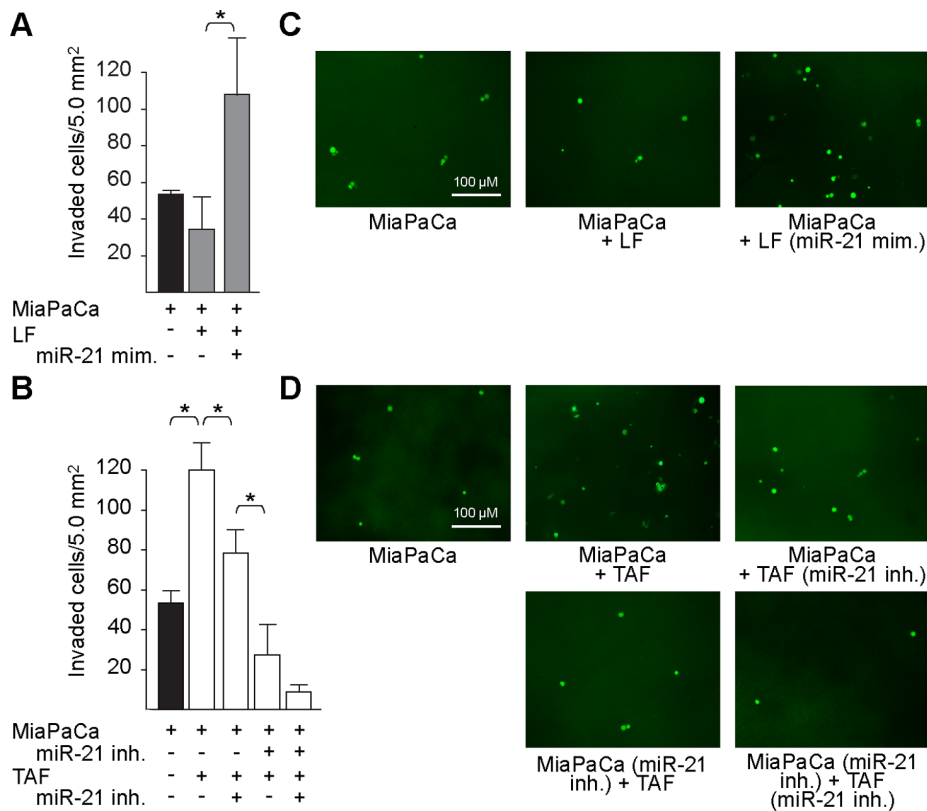 A
*
Invaded cells/5.0 mm²
120
100
80
60
40
20
MiaPaCa + + +
LF - + +
miR-21 mim. - - +
C
100 µM
MiaPaCa
MiaPaCa
+ LF
MiaPaCa
+ LF (miR-21 mim.)
B
* *
*
Invaded cells/5.0 mm²
120
100
80
60
40
20
MiaPaCa + + + + +
miR-21 inh. - - - + +
TAF - + + + +
miR-21 inh. - - + - +
D
100 µM
MiaPaCa
MiaPaCa
+ TAF
MiaPaCa
+ TAF (miR-21 inh.)
MiaPaCa (miR-21
inh.) + TAF
MiaPaCa (miR-21
inh.) + TAF
(miR-21 inh.)